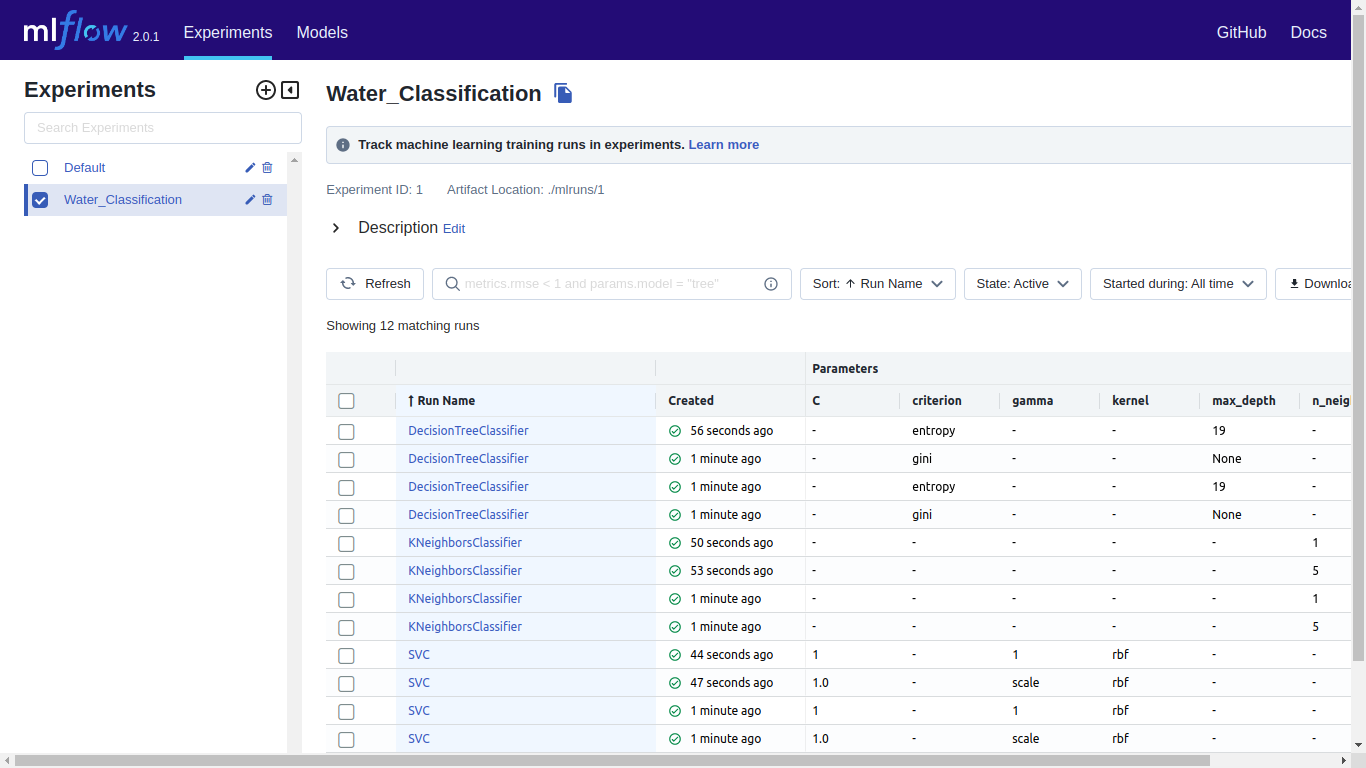 mlflow 2.0.1 Experiments Models GitHub Docs
Experiments
Search Experiments
Default
Water_Classification
Water_Classification
Track machine learning training runs in experiments. Learn more
Experiment ID: 1 Artifact Location: ./mlruns/1
Description Edit
Refresh metrics.rmse < 1 and params.model = "tree" Sort: ↑ Run Name State: Active Started during: All time Downloa
Showing 12 matching runs
Parameters
↑ Run Name Created C criterion gamma kernel max_depth n_neig
DecisionTreeClassifier 56 seconds ago - entropy - - 19 -
DecisionTreeClassifier 1 minute ago - gini - - None -
DecisionTreeClassifier 1 minute ago - entropy - - 19 -
DecisionTreeClassifier 1 minute ago - gini - - None -
KNeighborsClassifier 50 seconds ago - - - - - 1
KNeighborsClassifier 53 seconds ago - - - - - 5
KNeighborsClassifier 1 minute ago - - - - - 1
KNeighborsClassifier 1 minute ago - - - - - 5
SVC 44 seconds ago 1 - 1 rbf - -
SVC 47 seconds ago 1.0 - scale rbf - -
SVC 1 minute ago 1 - 1 rbf - -
SVC 1 minute ago 1.0 - scale rbf - -